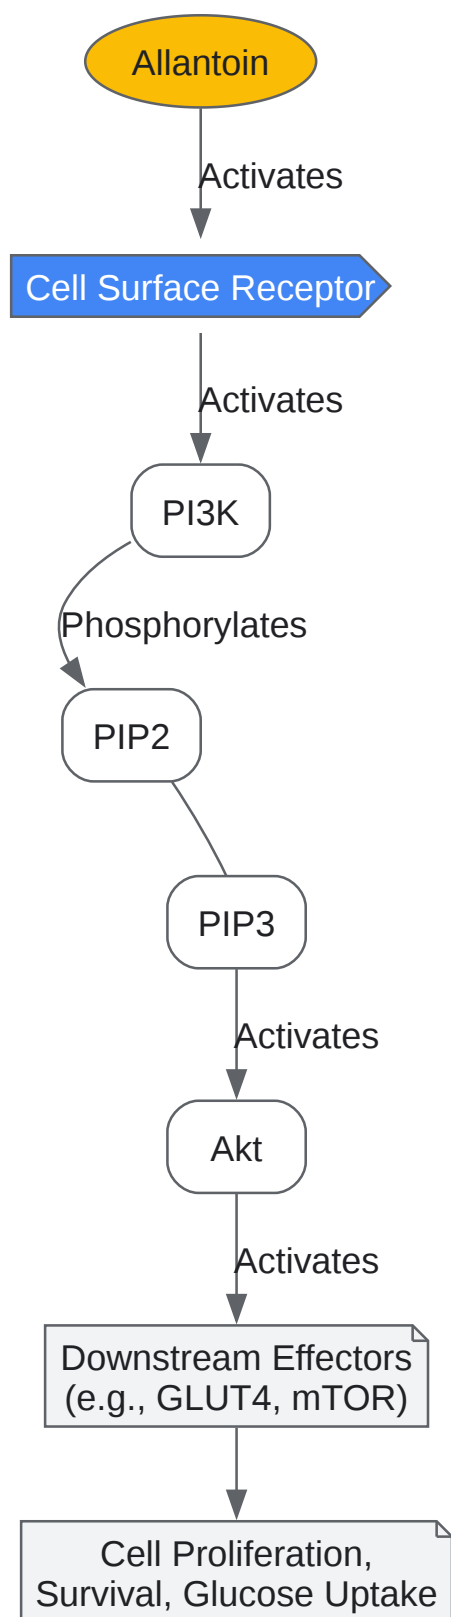 Allantoin
Activates
Cell Surface Receptor
Activates
PI3K
Phosphorylates
PIP2
PIP3
Activates
Akt
Activates
Downstream Effectors
(e.g., GLUT4, mTOR)
Cell Proliferation,
Survival, Glucose Uptake